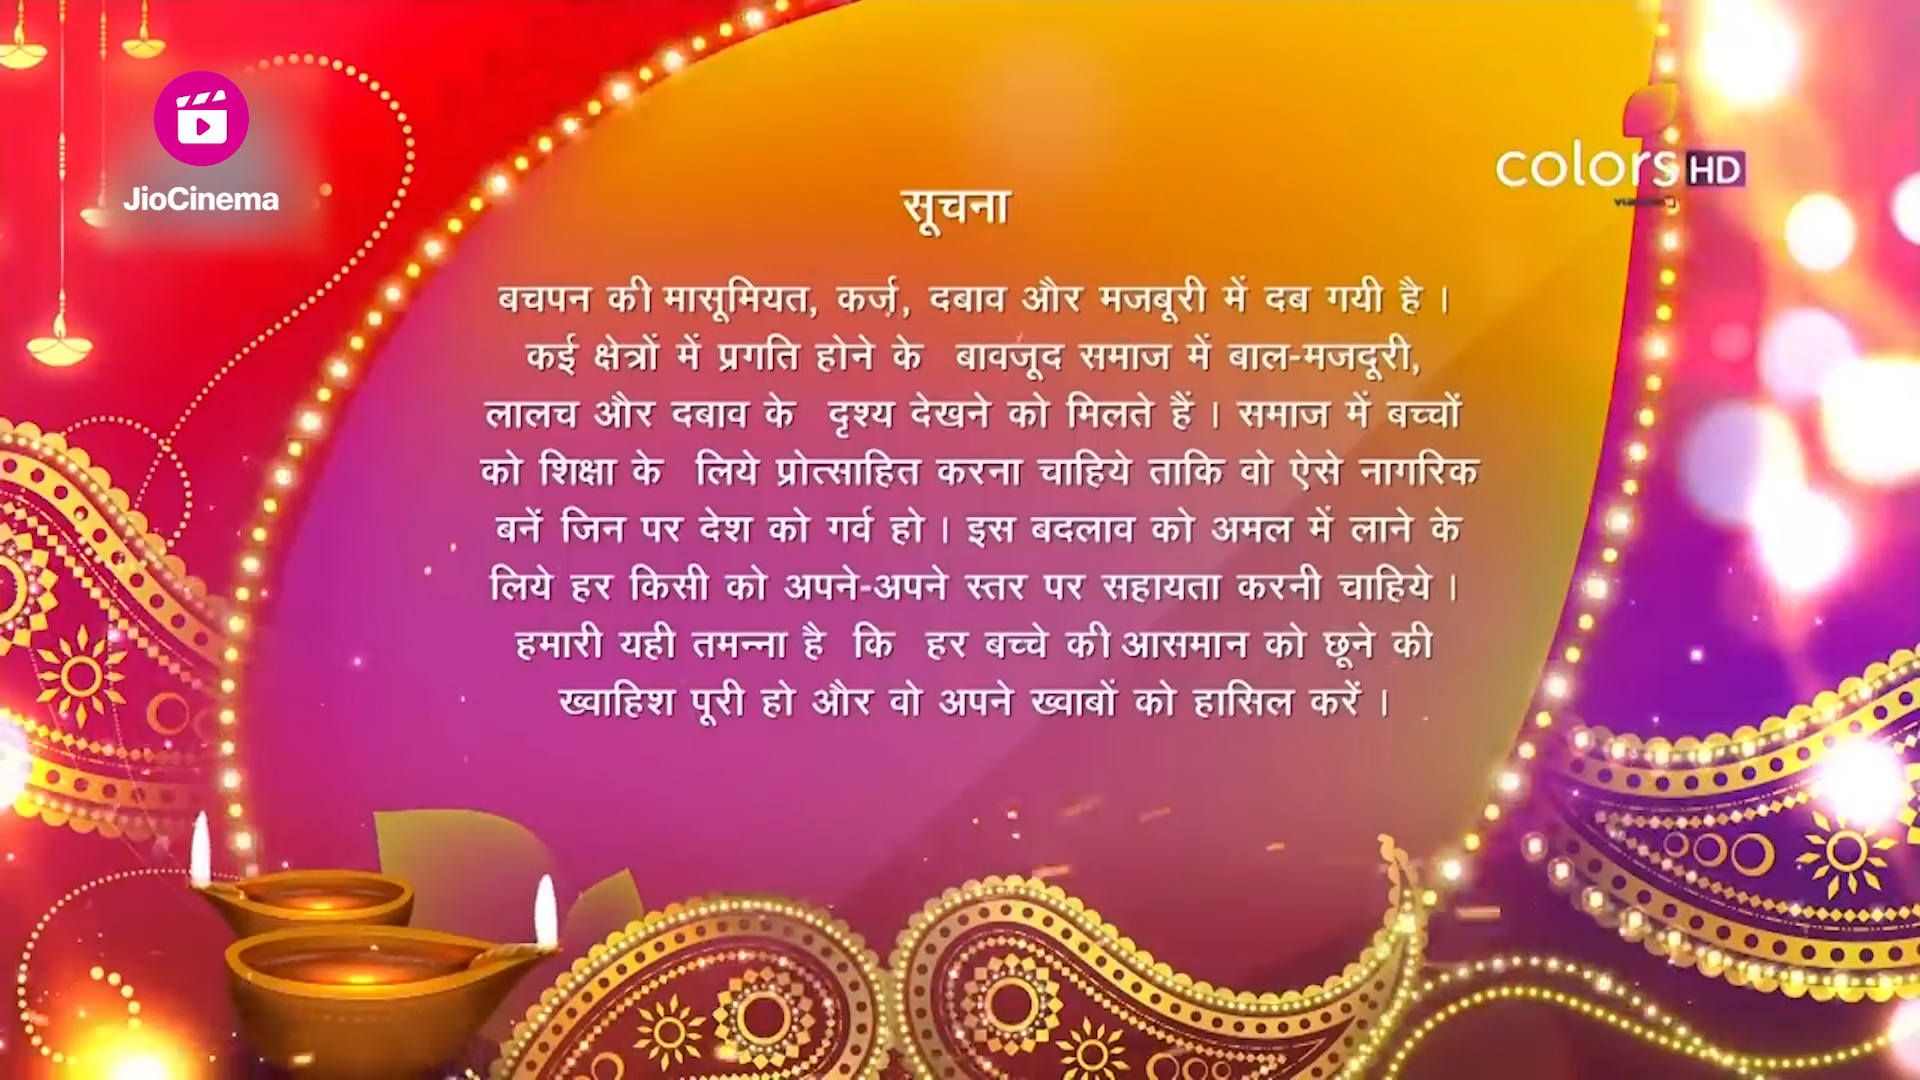 JioCinema
colors HD
सूचना
बचपन की मासूमियत, कर्ज़, दबाव और मजबूरी में दब गयी है ।
कई क्षेत्रों में प्रगति होने के बावजूद समाज में बाल-मजदूरी,
लालच और दबाव के दृश्य देखने को मिलते हैं । समाज में बच्चों
को शिक्षा के लिये प्रोत्साहित करना चाहिये ताकि वो ऐसे नागरिक
बनें जिन पर देश को गर्व हो । इस बदलाव को अमल में लाने के
लिये हर किसी को अपने-अपने स्तर पर सहायता करनी चाहिये ।
हमारी यही तमन्ना है कि हर बच्चे की आसमान को छूने की
ख्वाहिश पूरी हो और वो अपने ख्वाबों को हासिल करें ।